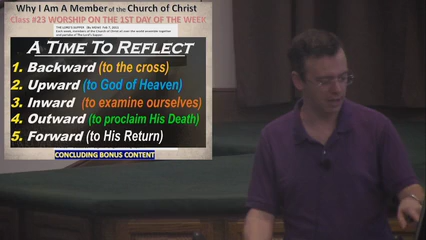 Why I Am A Member of the Church of Christ
Class #23 WORSHIP ON THE 1ST DAY OF THE WEEK
A TIME TO REFLECT
1. Backward (to the cross)
2. Upward (to God of Heaven)
3. Inward (to examine ourselves)
4. Outward (to proclaim His Death)
5. Forward (to His Return)
CONCLUDING BONUS CONTENT